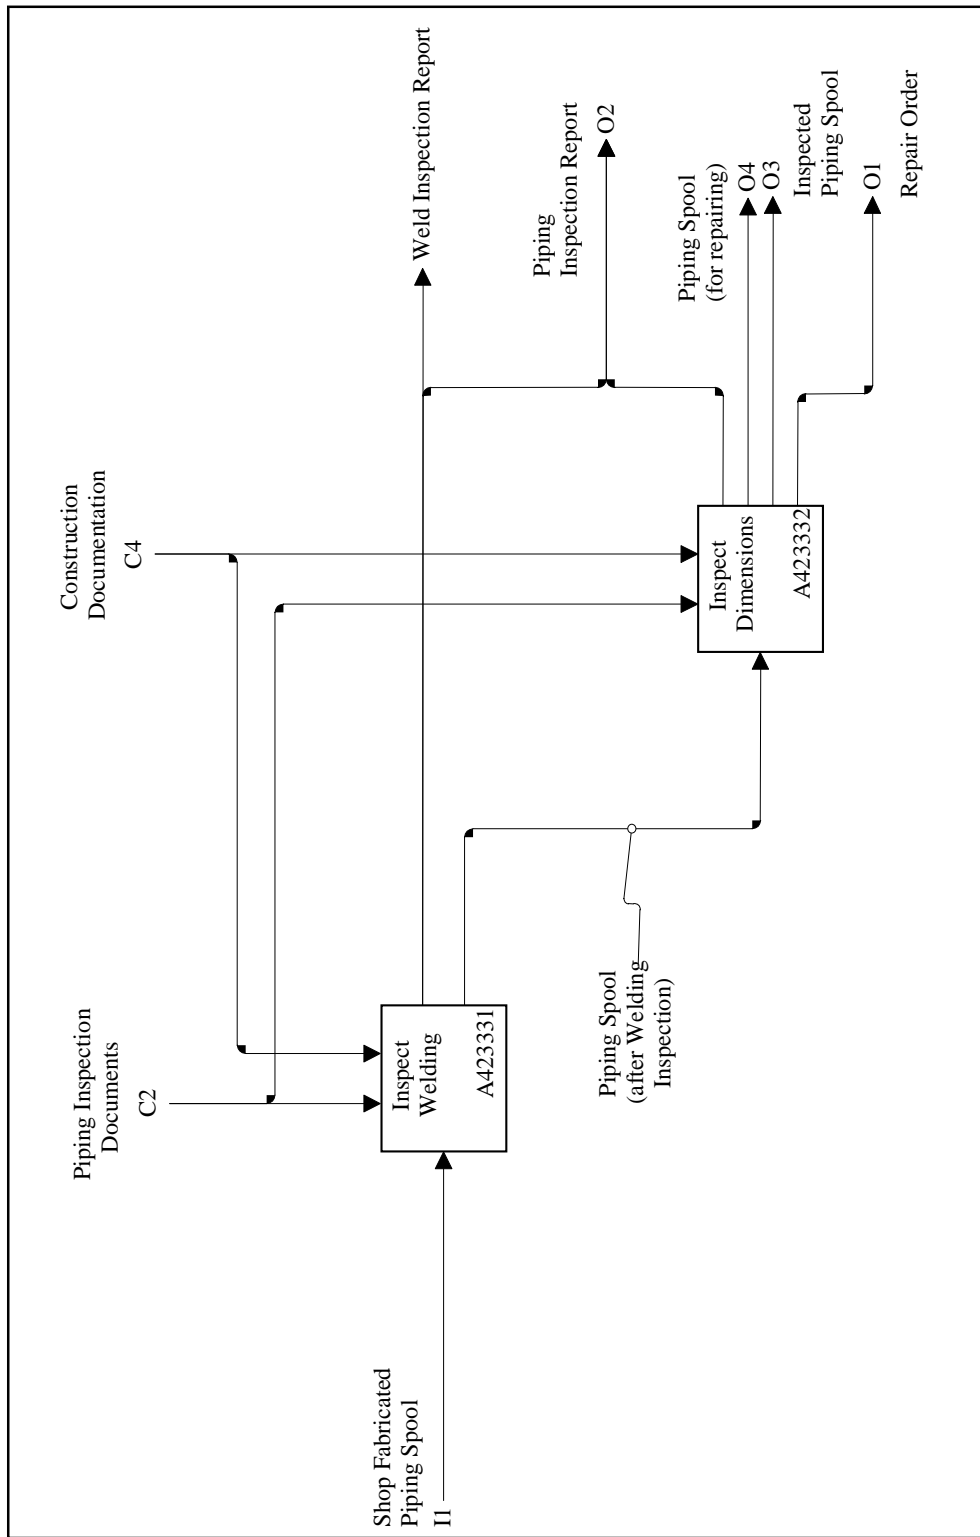 Piping Inspection
Documents
C2
Construction
Documentation
C4
Shop Fabricated
Piping Spool
I1
Inspect
Welding
A423331
Weld Inspection Report
Piping
Inspection Report
O2
Piping Spool
(after Welding
Inspection)
Inspect
Dimensions
A423332
Piping Spool
(for repairing)
O4
O3
Inspected
Piping Spool
O1
Repair Order